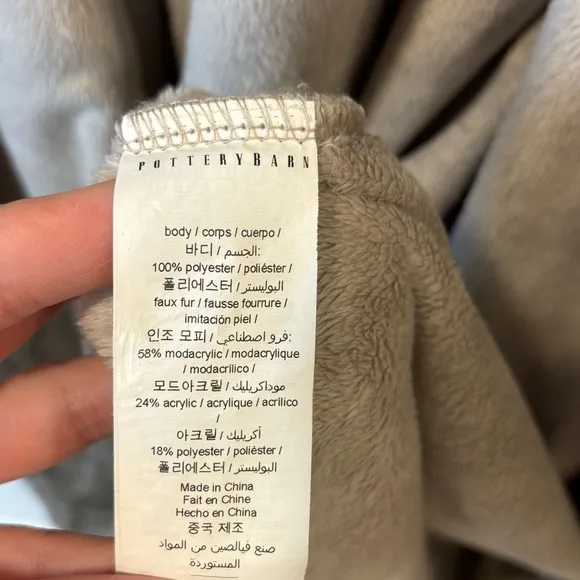 POTTERY BARN
body / corps / cuerpo /
바디 / الجسم:
100% polyester / poliéster /
폴리에스터 / البوليستر
faux fur / fausse fourrure /
imitación piel /
인조 모피 / فرو اصطناعي:
58% modacrylic / modacrylique
/ modacrílico /
모드아크릴 / موداكريليك
24% acrylic / acrylique / acrílico
/
아크릴 / أكريليك
18% polyester / poliéster /
폴리에스터 / البوليستر
Made in China
Fait en Chine
Hecho en China
중국 제조
صنع فيالصين من المواد
المستوردة